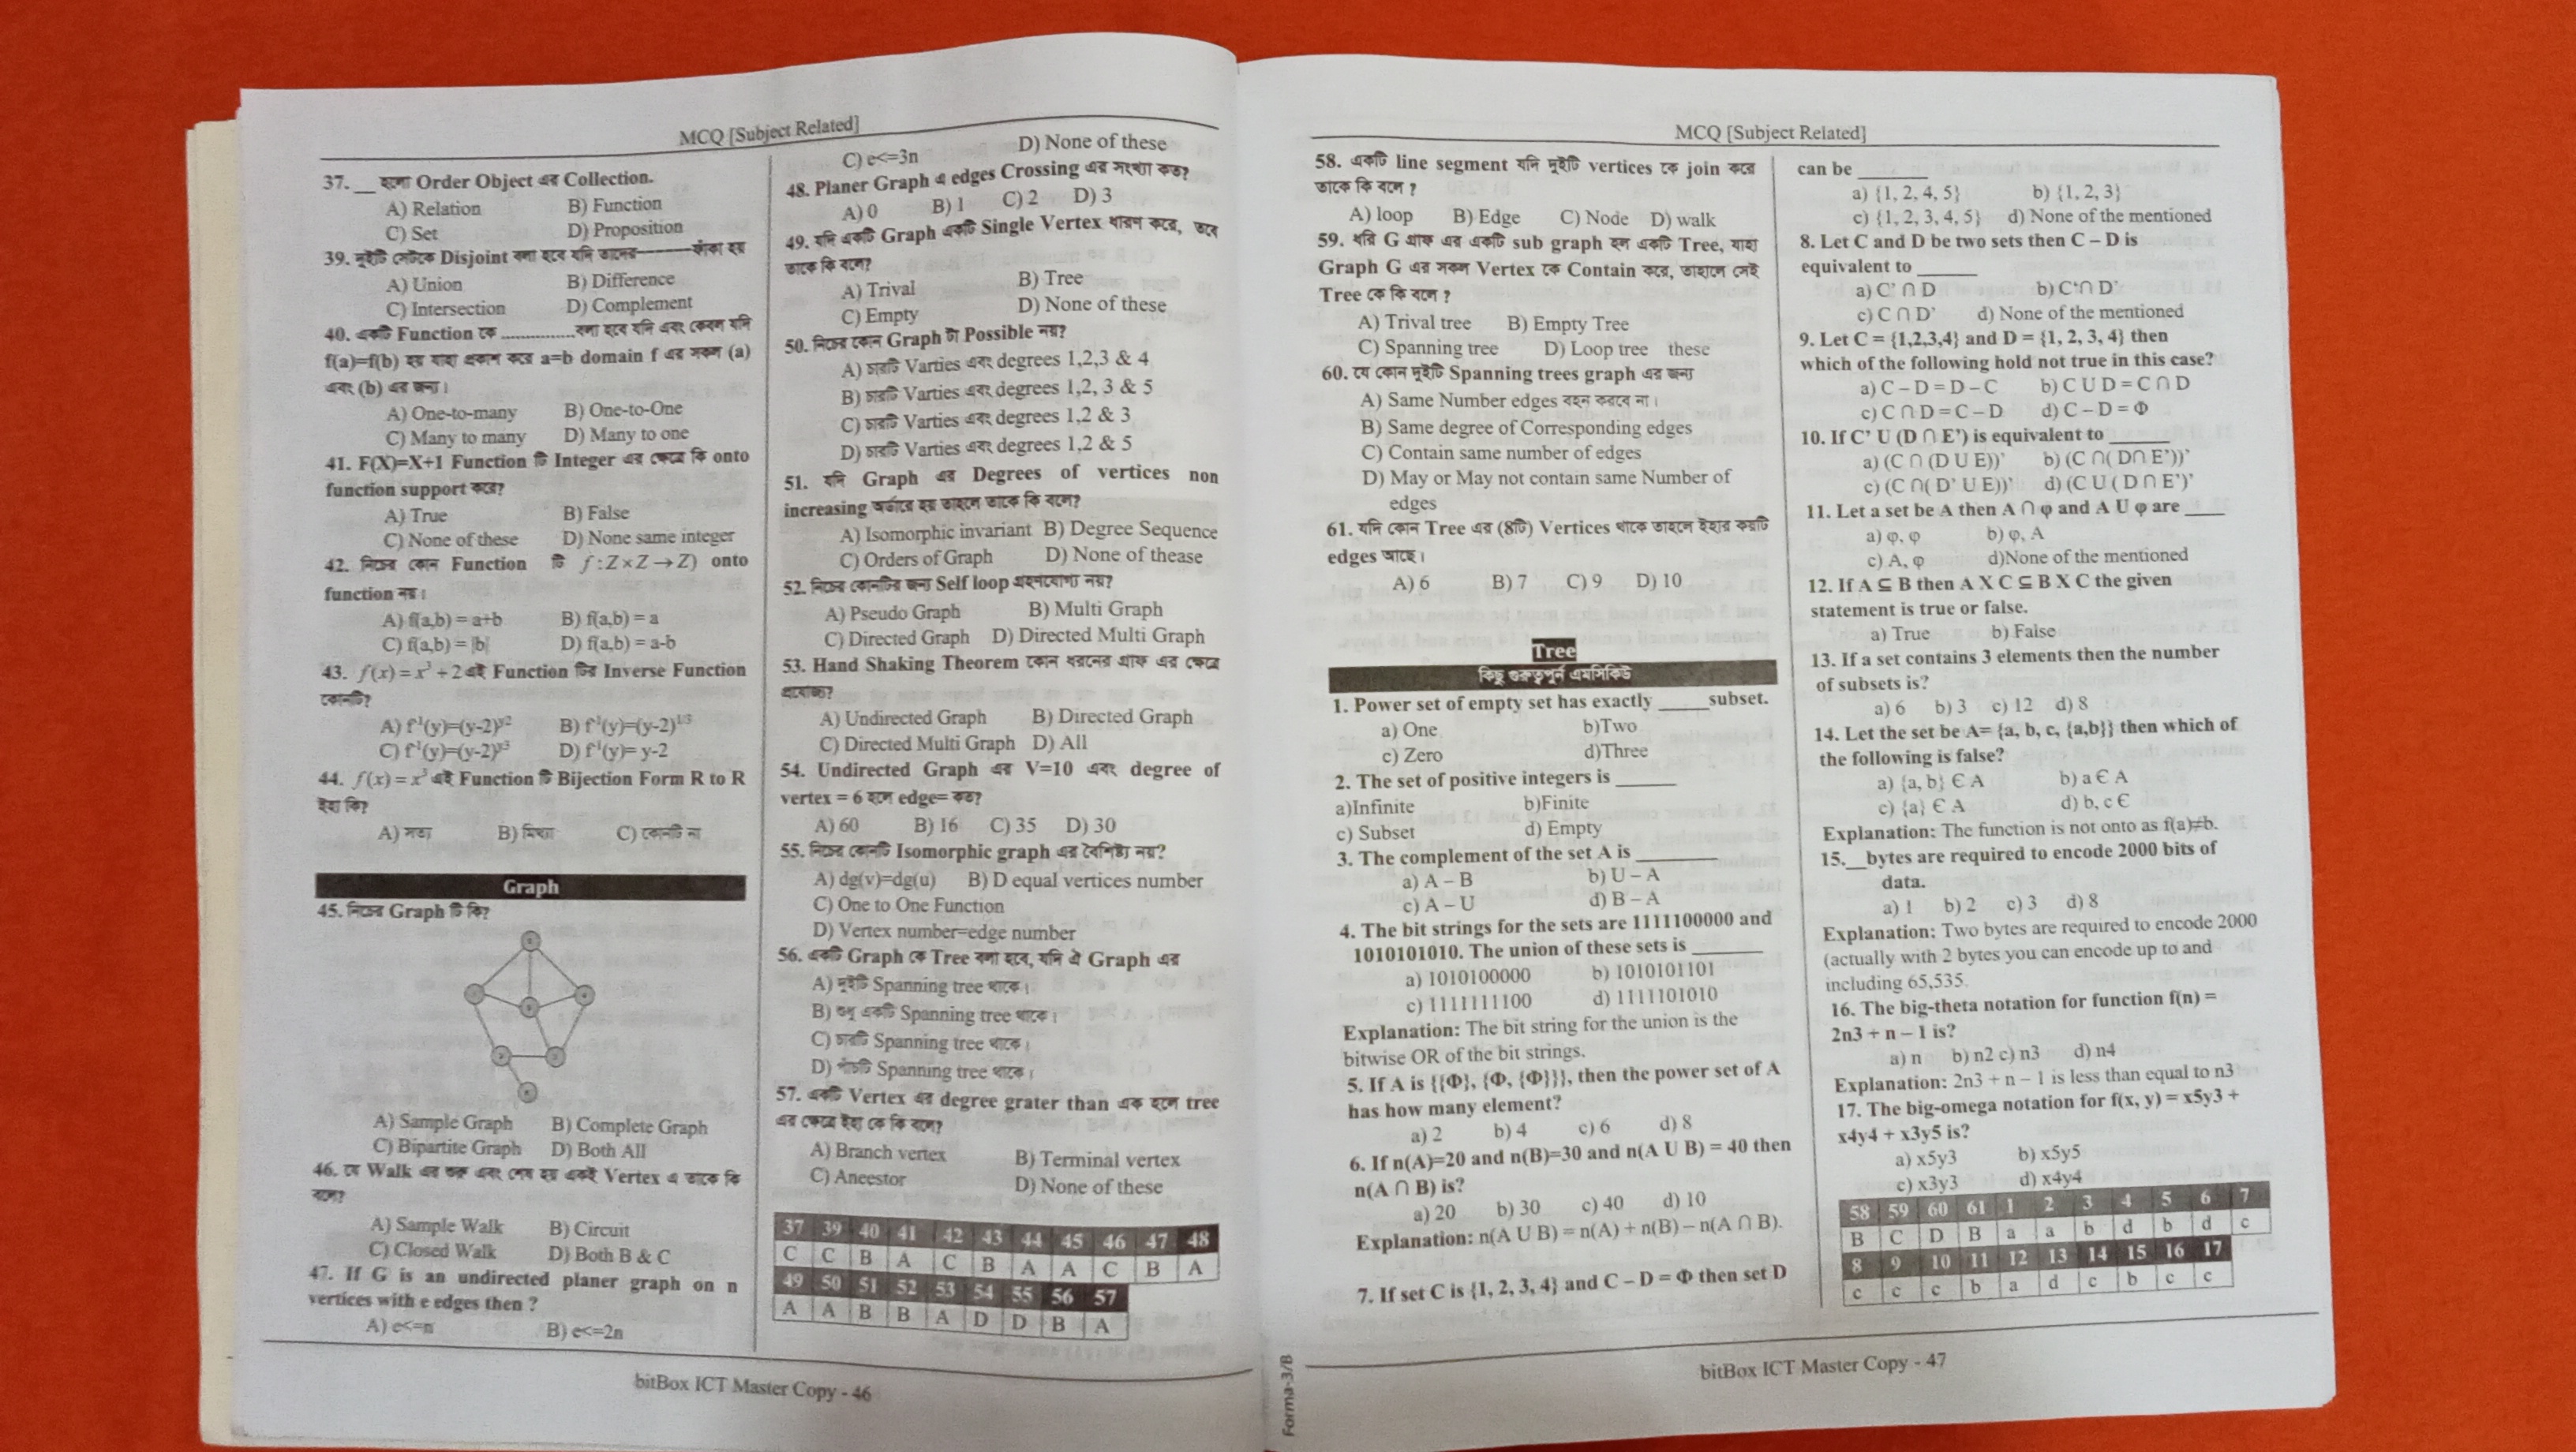 MCQ [Subject Related]
37. __ হলো Order Object এর Collection.
A) Relation B) Function
C) Set D) Proposition
39. দুইটি সেটকে Disjoint বলা হবে যদি তাদের--------ফাঁকা হয়
A) Union B) Difference
C) Intersection D) Complement
40. একটি Function কে ...............বলা হবে যদি এবং কেবল যদি
f(a)=f(b) হয় যাহা প্রকাশ করে a=b domain f এর সকল (a)
এবং (b) এর জন্য।
A) One-to-many B) One-to-One
C) Many to many D) Many to one
41. F(X)=X+1 Function টি Integer এর ক্ষেত্রে কি onto
function support করে?
A) True B) False
C) None of these D) None same integer
42. নিচের কোন Function টি f : Z×Z→Z) onto
function নয়।
A) f(a,b) = a+b B) f(a,b) = a
C) f(a,b) = |b| D) f(a,b) = a-b
43. f(x) = x³ + 2 এই Function টির Inverse Function
কোনটি?
A) f⁻¹(y)=(y-2)^y2 B) f⁻¹(y)=(y-2)^1/3
C) f⁻¹(y)=(y-2)^y3 D) f⁻¹(y)= y-2
44. f(x) = x³ এই Function টি Bijection Form R to R
ইহা কি?
A) সত্য B) মিথ্যা C) কোনটি না
Graph
45. নিচের Graph টি কি?
A) Sample Graph B) Complete Graph
C) Bipartite Graph D) Both All
46. যে Walk এর শুরু এবং শেষ হয় একই Vertex এ তাকে কি
বলে?
A) Sample Walk B) Circuit
C) Closed Walk D) Both B & C
47. If G is an undirected planer graph on n
vertices with e edges then ?
A) e<=n B) e<=2n
C) e<=3n D) None of these
48. Planer Graph এ edges Crossing এর সংখ্যা কত?
A) 0 B) 1 C) 2 D) 3
49. যদি একটি Graph একটি Single Vertex ধারণ করে, তবে
তাকে কি বলে?
A) Trival B) Tree
C) Empty D) None of these
50. নিচের কোন Graph টা Possible নয়?
A) চারটি Varties এবং degrees 1,2,3 & 4
B) চারটি Varties এবং degrees 1,2, 3 & 5
C) চারটি Varties এবং degrees 1,2 & 3
D) চারটি Varties এবং degrees 1,2 & 5
51. যদি Graph এর Degrees of vertices non
increasing অর্ডারে হয় তাহলে তাকে কি বলে?
A) Isomorphic invariant B) Degree Sequence
C) Orders of Graph D) None of thease
52. নিচের কোনটির জন্য Self loop গ্রহণযোগ্য নয়?
A) Pseudo Graph B) Multi Graph
C) Directed Graph D) Directed Multi Graph
53. Hand Shaking Theorem কোন ধরনের গ্রাফ এর ক্ষেত্রে
প্রযোজ্য?
A) Undirected Graph B) Directed Graph
C) Directed Multi Graph D) All
54. Undirected Graph এর V=10 এবং degree of
vertex = 6 হলে edge= কত?
A) 60 B) 16 C) 35 D) 30
55. নিচের কোনটি Isomorphic graph এর বৈশিষ্ট্য নয়?
A) dg(v)=dg(u) B) D equal vertices number
C) One to One Function
D) Vertex number=edge number
56. একটি Graph কে Tree বলা হবে, যদি ঐ Graph এর
A) দুইটি Spanning tree থাকে।
B) শুধু একটি Spanning tree থাকে।
C) চারটি Spanning tree থাকে।
D) পাঁচটি Spanning tree থাকে।
57. একটি Vertex এর degree grater than এক হলে tree
এর ক্ষেত্রে ইহা কে কি বলে?
A) Branch vertex B) Terminal vertex
C) Aneestor D) None of these
37 39 40 41 42 43 44 45 46 47 48
C C B A C B A A C B A
49 50 51 52 53 54 55 56 57
A A B B A D D B A
bitBox ICT Master Copy - 46
MCQ [Subject Related]
58. একটি line segment যদি দুইটি vertices কে join করে
তাকে কি বলে ?
A) loop B) Edge C) Node D) walk
59. ধরি G গ্রাফ এর একটি sub graph হল একটি Tree, যাহা
Graph G এর সকল Vertex কে Contain করে, তাহালে সেই
Tree কে কি বলে ?
A) Trival tree B) Empty Tree
C) Spanning tree D) Loop tree these
60. যে কোন দুইটি Spanning trees graph এর জন্য
A) Same Number edges বহন করবে না।
B) Same degree of Corresponding edges
C) Contain same number of edges
D) May or May not contain same Number of
edges
61. যদি কোন Tree এর (8টি) Vertices থাকে তাহলে ইহার কয়টি
edges আছে।
A) 6 B) 7 C) 9 D) 10
Tree
কিছু গুরুত্বপূর্ন এমসিকিউ
1. Power set of empty set has exactly _____subset.
a) One b)Two
c) Zero d)Three
2. The set of positive integers is ______
a)Infinite b)Finite
c) Subset d) Empty
3. The complement of the set A is ________
a) A – B b) U – A
c) A – U d) B – A
4. The bit strings for the sets are 1111100000 and
1010101010. The union of these sets is _______
a) 1010100000 b) 1010101101
c) 1111111100 d) 1111101010
Explanation: The bit string for the union is the
bitwise OR of the bit strings.
5. If A is {{Φ}, {Φ, {Φ}}}, then the power set of A
has how many element?
a) 2 b) 4 c) 6 d) 8
6. If n(A)=20 and n(B)=30 and n(A U B) = 40 then
n(A ∩ B) is?
a) 20 b) 30 c) 40 d) 10
Explanation: n(A U B) = n(A) + n(B) – n(A ∩ B).
7. If set C is {1, 2, 3, 4} and C – D = Φ then set D
can be _______
a) {1, 2, 4, 5} b) {1, 2, 3}
c) {1, 2, 3, 4, 5} d) None of the mentioned
8. Let C and D be two sets then C – D is
equivalent to ______
a) C’ ∩ D b) C‘∩ D’
c) C ∩ D’ d) None of the mentioned
9. Let C = {1,2,3,4} and D = {1, 2, 3, 4} then
which of the following hold not true in this case?
a) C – D = D – C b) C U D = C ∩ D
c) C ∩ D = C – D d) C – D = Φ
10. If C’ U (D ∩ E’) is equivalent to ______
a) (C ∩ (D U E))’ b) (C ∩( D∩ E’))’
c) (C ∩( D’ U E))’ d) (C U ( D ∩ E’)’
11. Let a set be A then A ∩ φ and A U φ are ____
a) φ, φ b) φ, A
c) A, φ d)None of the mentioned
12. If A ⊆ B then A X C ⊆ B X C the given
statement is true or false.
a) True b) False
13. If a set contains 3 elements then the number
of subsets is?
a) 6 b) 3 c) 12 d) 8
14. Let the set be A= {a, b, c, {a,b}} then which of
the following is false?
a) {a, b} Є A b) a Є A
c) {a} Є A d) b, c Є
Explanation: The function is not onto as f(a)≠b.
15.__bytes are required to encode 2000 bits of
data.
a) 1 b) 2 c) 3 d) 8
Explanation: Two bytes are required to encode 2000
(actually with 2 bytes you can encode up to and
including 65,535.
16. The big-theta notation for function f(n) =
2n3 + n – 1 is?
a) n b) n2 c) n3 d) n4
Explanation: 2n3 + n – 1 is less than equal to n3
17. The big-omega notation for f(x, y) = x5y3 +
x4y4 + x3y5 is?
a) x5y3 b) x5y5
c) x3y3 d) x4y4
58 59 60 61 1 2 3 4 5 6 7
B C D B a a b d b d c
8 9 10 11 12 13 14 15 16 17
c c c b a d c b c c
bitBox ICT Master Copy - 47
Forma-3/B